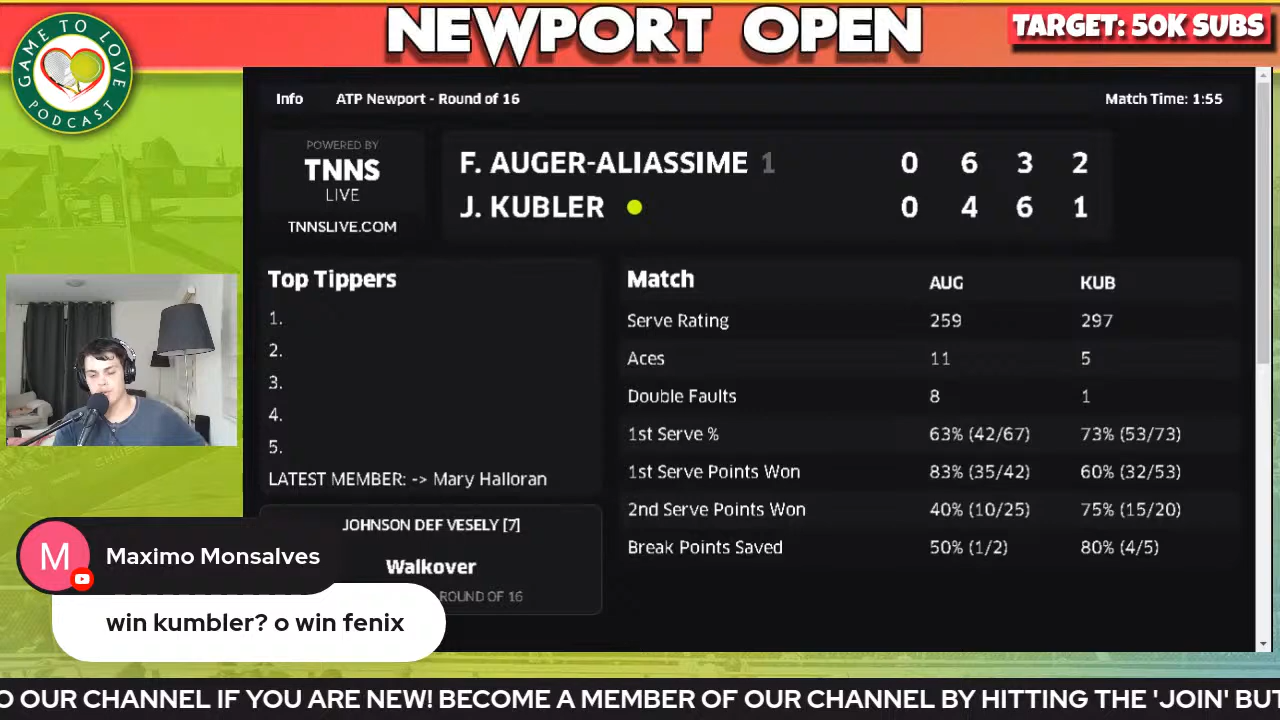 GAME TO LOVE
PODCAST
NEWPORT OPEN
TARGET: 50K SUBS
Info ATP Newport - Round of 16 Match Time: 1:55
POWERED BY
TNNS
LIVE
TNNSLIVE.COM
F. AUGER-ALIASSIME 1 0 6 3 2
J. KUBLER 0 4 6 1
Top Tippers
1.
2.
3.
4.
5.
LATEST MEMBER: -> Mary Halloran
JOHNSON DEF VESELY [7]
Walkover
ROUND OF 16
Match AUG KUB
Serve Rating 259 297
Aces 11 5
Double Faults 8 1
1st Serve % 63% (42/67) 73% (53/73)
1st Serve Points Won 83% (35/42) 60% (32/53)
2nd Serve Points Won 40% (10/25) 75% (15/20)
Break Points Saved 50% (1/2) 80% (4/5)
M Maximo Monsalves
win kumbler? o win fenix
O OUR CHANNEL IF YOU ARE NEW! BECOME A MEMBER OF OUR CHANNEL BY HITTING THE 'JOIN' BUT